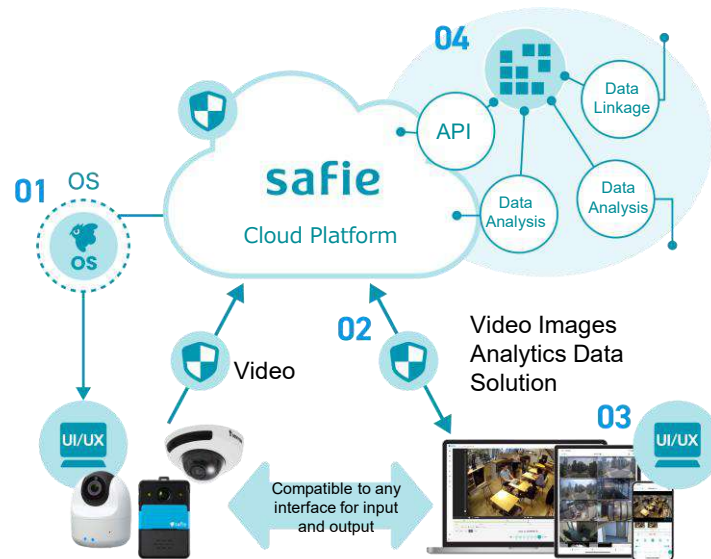 04
Data
Linkage
API
01
OS
safie
Cloud Platform
OS
Data
Analysis
Data
Analysis
02
Video Images
Analytics Data
Solution
Video
03
UI/UX
UI/UX
Compatible to any
interface for input
and output
safie